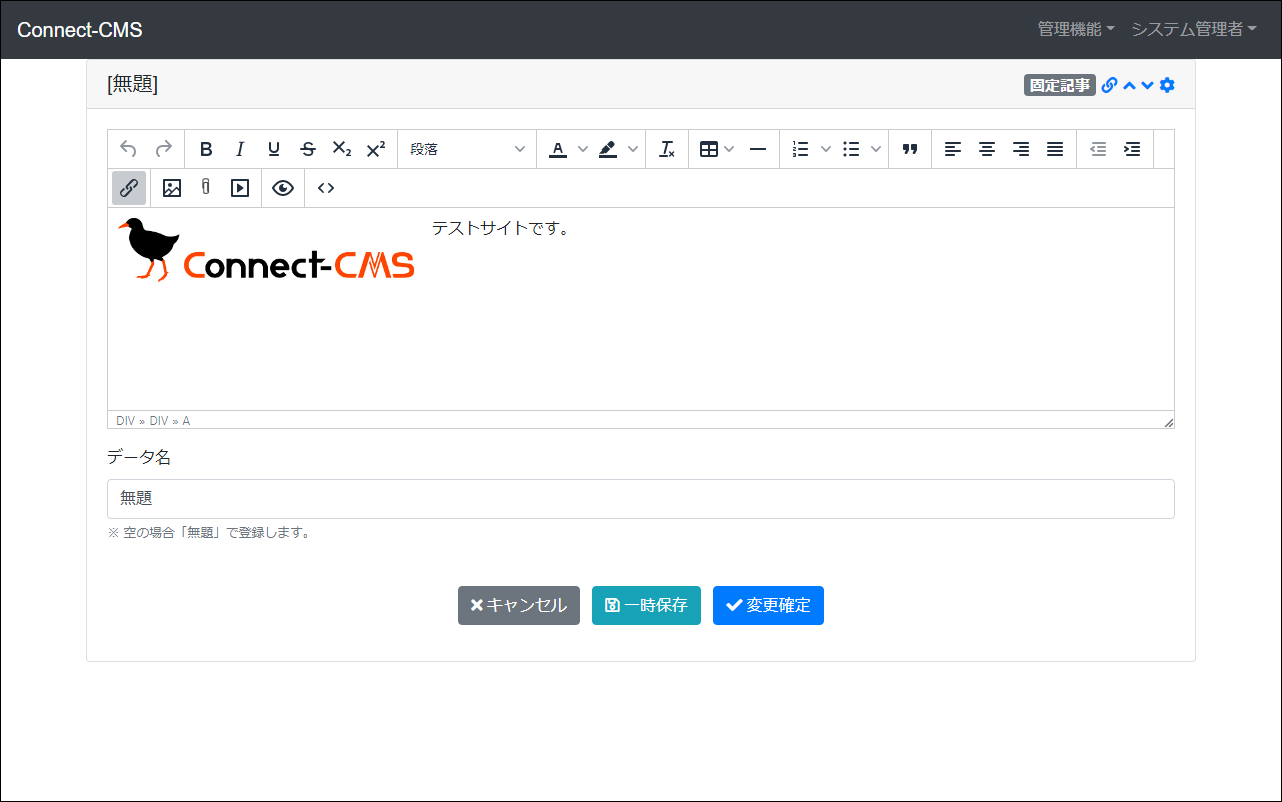 Connect-CMS 管理機能 システム管理者
[無題] 固定記事
B I U S X₂ X² 段落 A
テストサイトです。
Connect-CMS
DIV » DIV » A
データ名
無題
※ 空の場合「無題」で登録します。
キャンセル 一時保存 変更確定